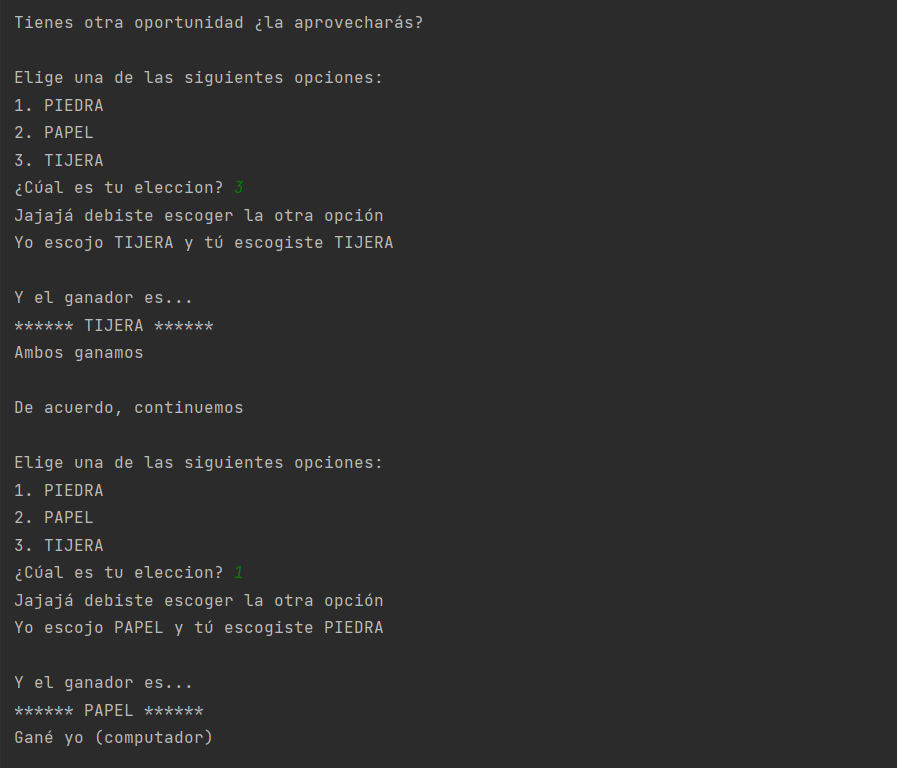 Tienes otra oportunidad ¿la aprovecharás?
Elige una de las siguientes opciones:
1. PIEDRA
2. PAPEL
3. TIJERA
¿Cúal es tu eleccion? 3
Jajajá debiste escoger la otra opción
Yo escojo TIJERA y tú escogiste TIJERA
Y el ganador es...
****** TIJERA ******
Ambos ganamos
De acuerdo, continuemos
Elige una de las siguientes opciones:
1. PIEDRA
2. PAPEL
3. TIJERA
¿Cúal es tu eleccion? 1
Jajajá debiste escoger la otra opción
Yo escojo PAPEL y tú escogiste PIEDRA
Y el ganador es...
****** PAPEL ******
Gané yo (computador)